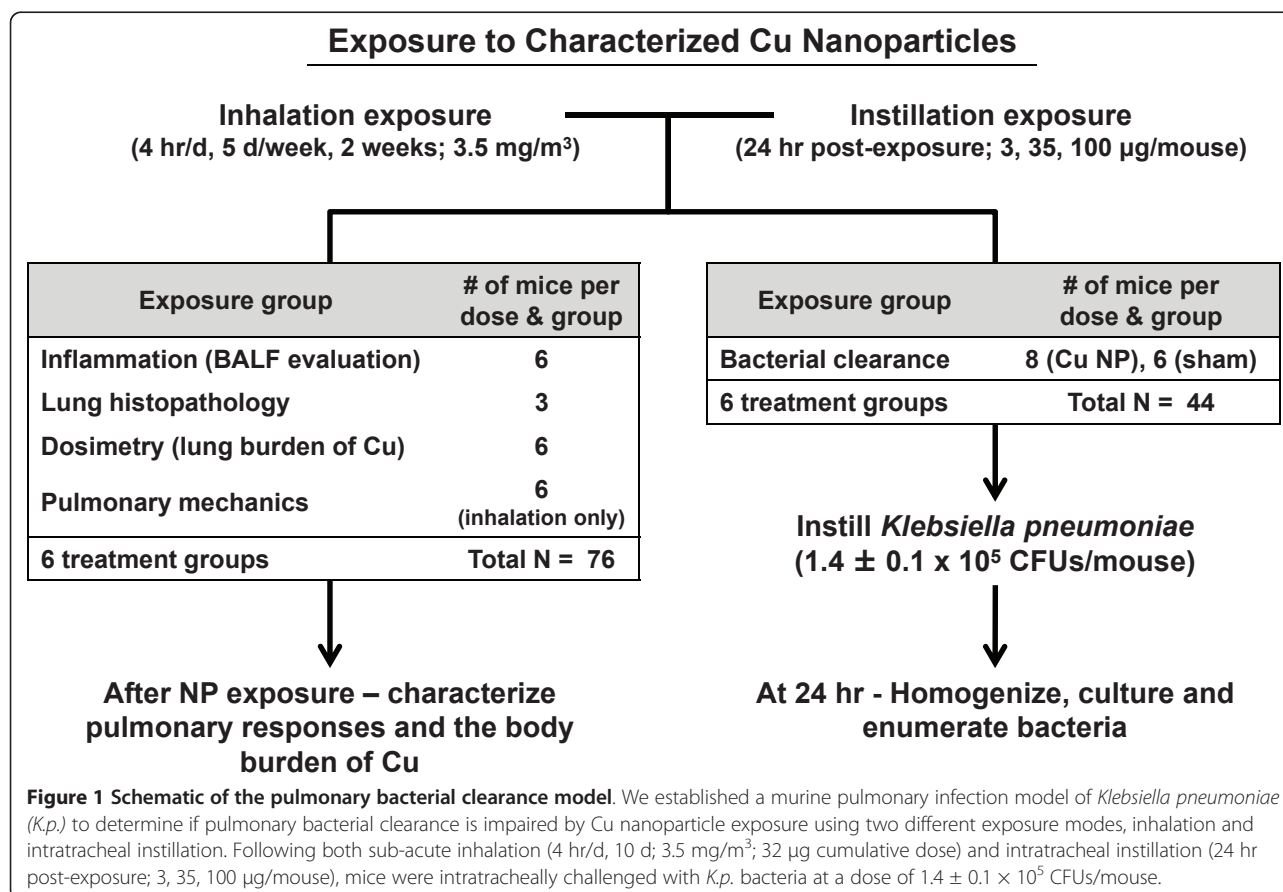 Exposure to Characterized Cu Nanoparticles
Inhalation exposure
(4 hr/d, 5 d/week, 2 weeks; 3.5 mg/m³)
Instillation exposure
(24 hr post-exposure; 3, 35, 100 µg/mouse)
Exposure group
# of mice per
dose & group
Inflammation (BALF evaluation) 6
Lung histopathology 3
Dosimetry (lung burden of Cu) 6
Pulmonary mechanics 6
(inhalation only)
6 treatment groups Total N = 76
After NP exposure – characterize
pulmonary responses and the body
burden of Cu
Exposure group
# of mice per
dose & group
Bacterial clearance 8 (Cu NP), 6 (sham)
6 treatment groups Total N = 44
Instill Klebsiella pneumoniae
(1.4 ± 0.1 x 10⁵ CFUs/mouse)
At 24 hr - Homogenize, culture and
enumerate bacteria
Figure 1 Schematic of the pulmonary bacterial clearance model. We established a murine pulmonary infection model of Klebsiella pneumoniae
(K.p.) to determine if pulmonary bacterial clearance is impaired by Cu nanoparticle exposure using two different exposure modes, inhalation and
intratracheal instillation. Following both sub-acute inhalation (4 hr/d, 10 d; 3.5 mg/m³; 32 µg cumulative dose) and intratracheal instillation (24 hr
post-exposure; 3, 35, 100 µg/mouse), mice were intratracheally challenged with K.p. bacteria at a dose of 1.4 ± 0.1 × 10⁵ CFUs/mouse.